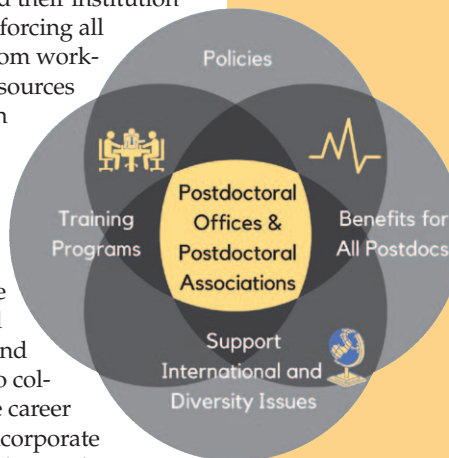 their institution
forcing all
om work-
sources
nd
o col-
career
corporate
Policies
Training
Programs
Postdoctoral
Offices &
Postdoctoral
Associations
Benefits for
All Postdocs
Support
International and
Diversity Issues